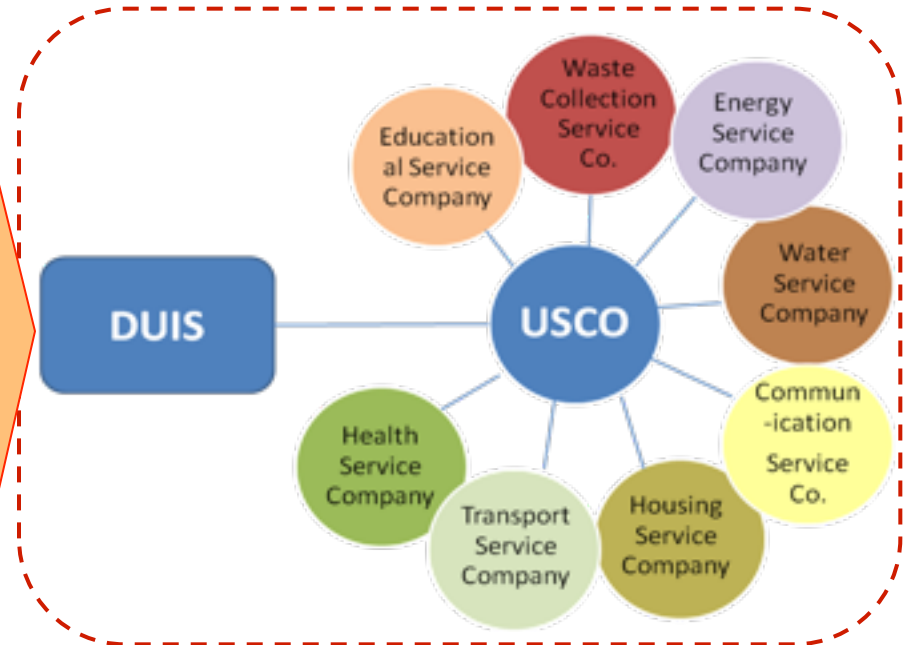 Waste
Collection
Service
Co.
Energy
Service
Company
Education
al Service
Company
Water
Service
Company
DUIS
USCO
Commun
-ication
Service
Co.
Health
Service
Company
Transport
Service
Company
Housing
Service
Company